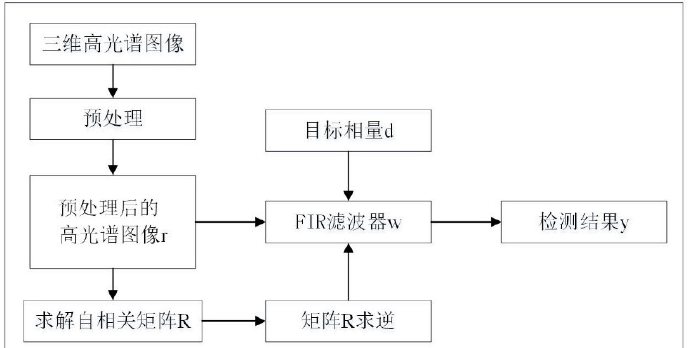 三维高光谱图像
预处理
目标相量d
预处理后的
高光谱图像r
FIR滤波器w
检测结果y
求解自相关矩阵R
矩阵R求逆